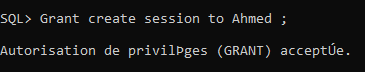 SQL> Grant create session to Ahmed ;
Autorisation de privilÞges (GRANT) acceptÚe.